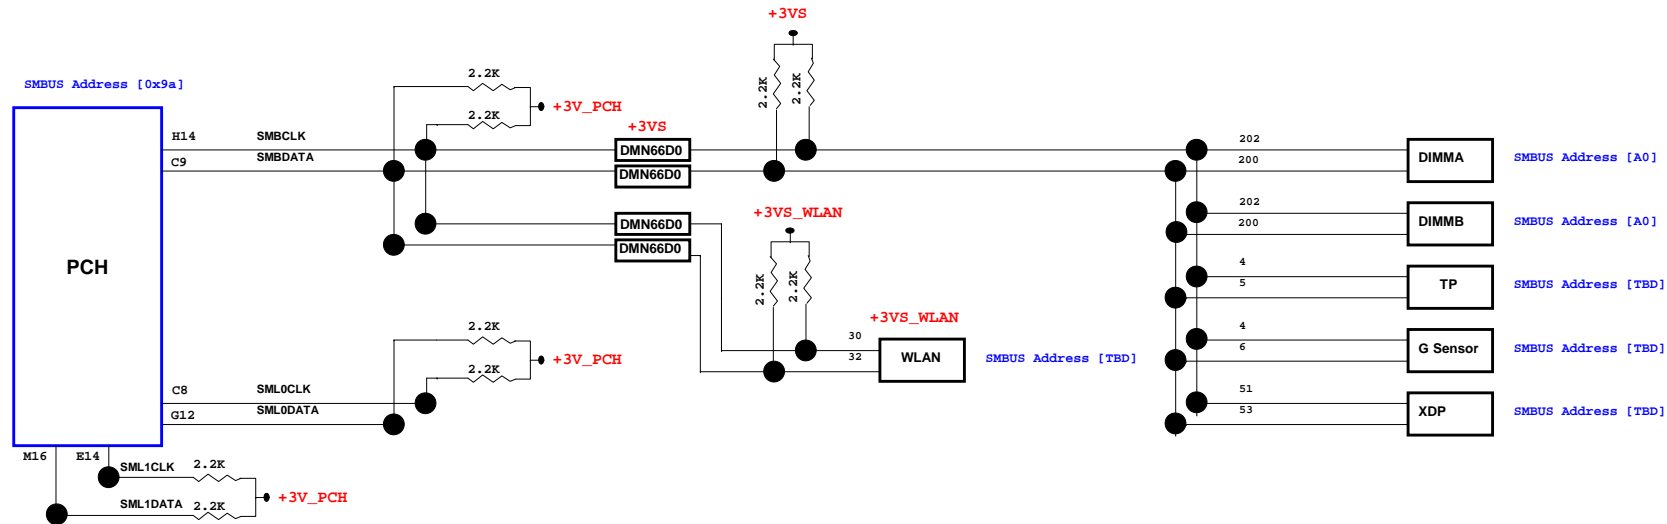 +3VS
SMBUS Address [0x9a]
2.2K
2.2K
2.2K
2.2K
+3V_PCH
2.2K
+3VS
H14
SMBCLK
DMN66D0
202
DIMMA
SMBUS Address [A0]
C9
SMBDATA
DMN66D0
200
+3VS_WLAN
202
DIMMB
SMBUS Address [A0]
DMN66D0
200
DMN66D0
PCH
4
TP
SMBUS Address [TBD]
5
2.2K
2.2K
+3VS_WLAN
2.2K
4
G Sensor
SMBUS Address [TBD]
30
6
32
WLAN
SMBUS Address [TBD]
+3V_PCH
2.2K
C8
SML0CLK
51
XDP
SMBUS Address [TBD]
G12
SML0DATA
53
M16
E14
SML1CLK
2.2K
+3V_PCH
SML1DATA
2.2K